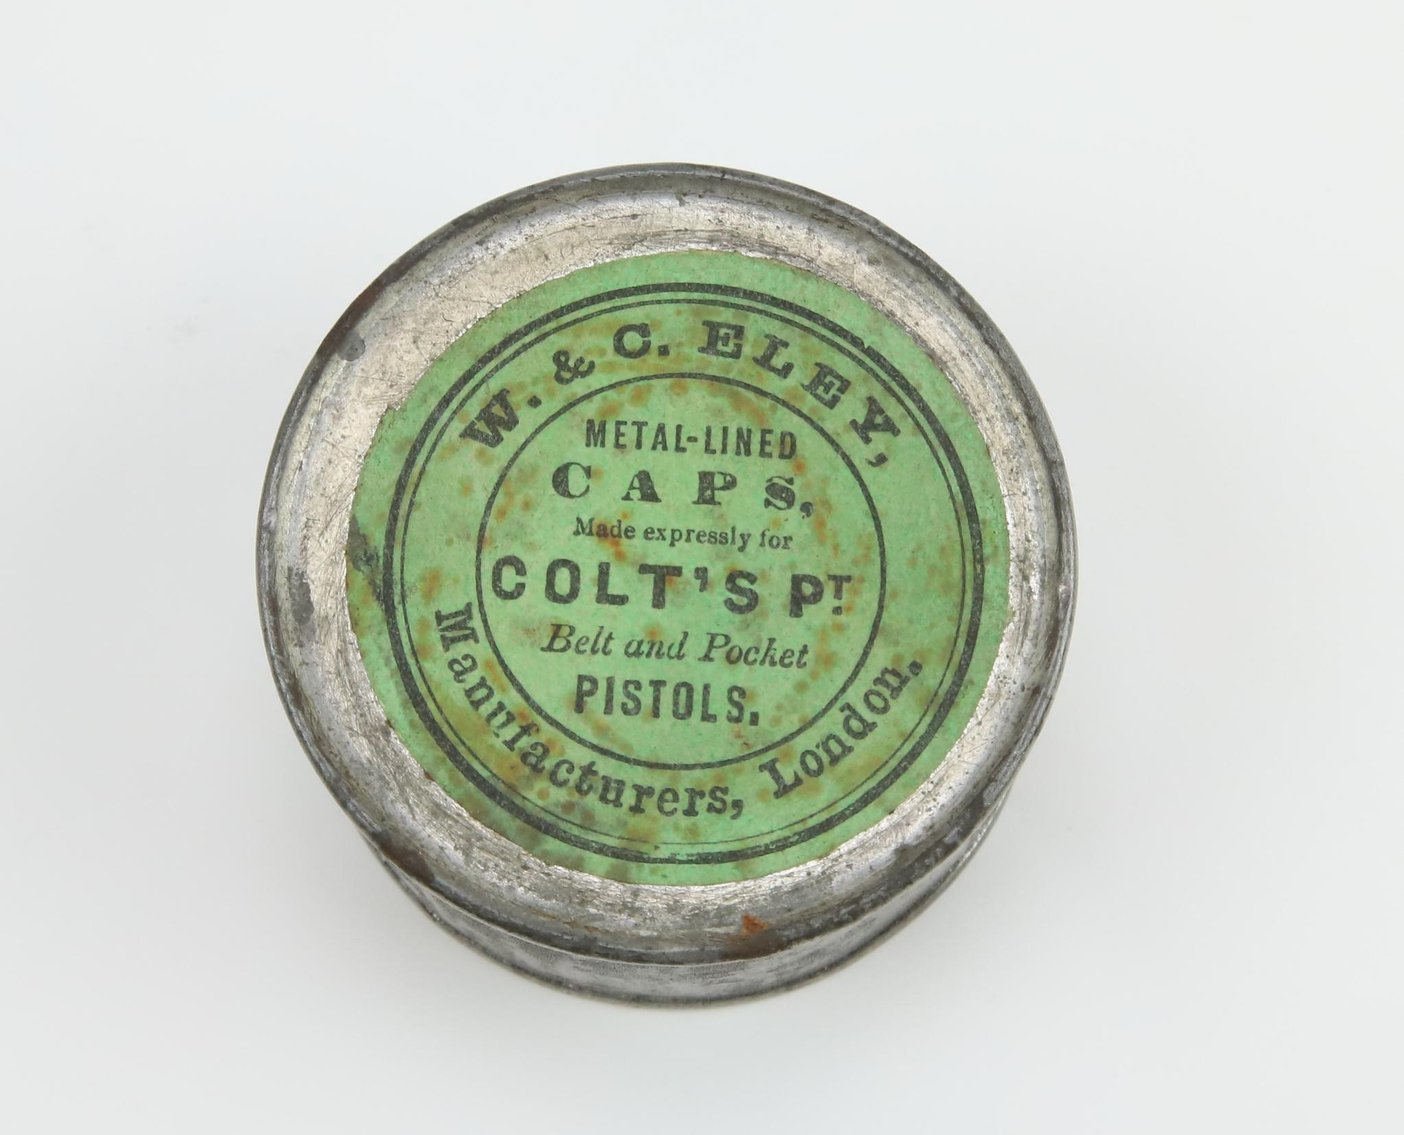 W. & C. ELEY,
METAL-LINED
CAPS,
Made expressly for
COLT'S PT
Belt and Pocket
PISTOLS.
Manufacturers, London.